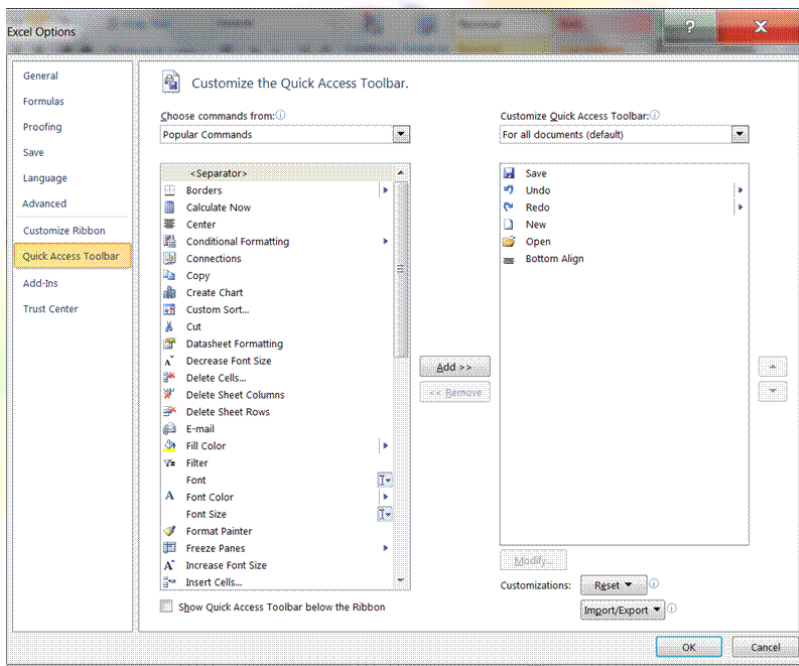 Excel Options
?
X
General
Formulas
Proofing
Save
Language
Advanced
Customize Ribbon
Quick Access Toolbar
Add-Ins
Trust Center
Customize the Quick Access Toolbar.
Choose commands from:
Popular Commands
<Separator>
Borders
Calculate Now
Center
Conditional Formatting
Connections
Copy
Create Chart
Custom Sort...
Cut
Datasheet Formatting
Decrease Font Size
Delete Cells...
Delete Sheet Columns
Delete Sheet Rows
E-mail
Fill Color
Filter
Font
Font Color
Font Size
Format Painter
Freeze Panes
Increase Font Size
Insert Cells...
Show Quick Access Toolbar below the Ribbon
Add >>
<< Remove
Customize Quick Access Toolbar:
For all documents (default)
Save
Undo
Redo
New
Open
Bottom Align
Modify...
Customizations:
Reset
Import/Export
OK
Cancel